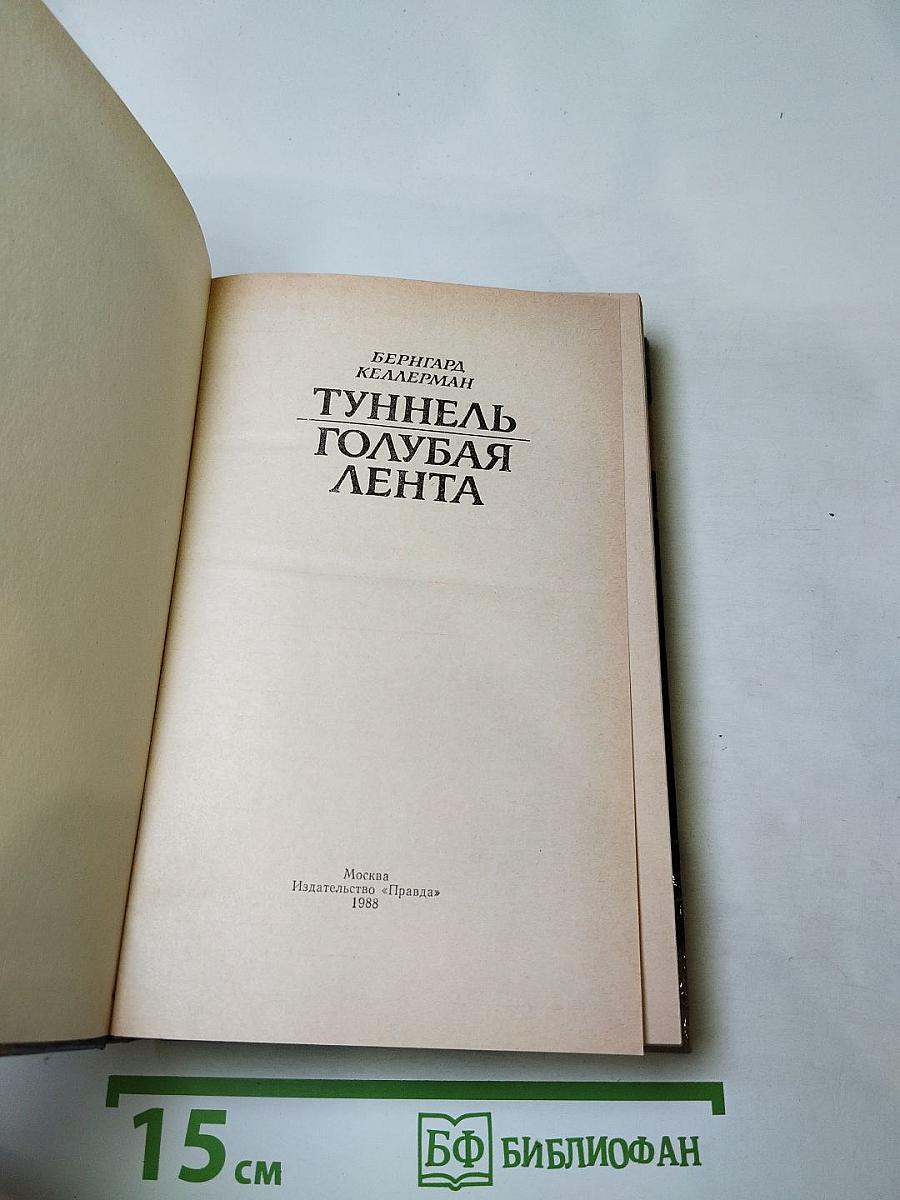 БЕРНГАРД
КЕЛЛЕРМАН
ТУННЕЛЬ
ГОЛУБАЯ
ЛЕНТА
Москва
Издательство «Правда»
1988
15 см
БФ БИБЛИОФАН